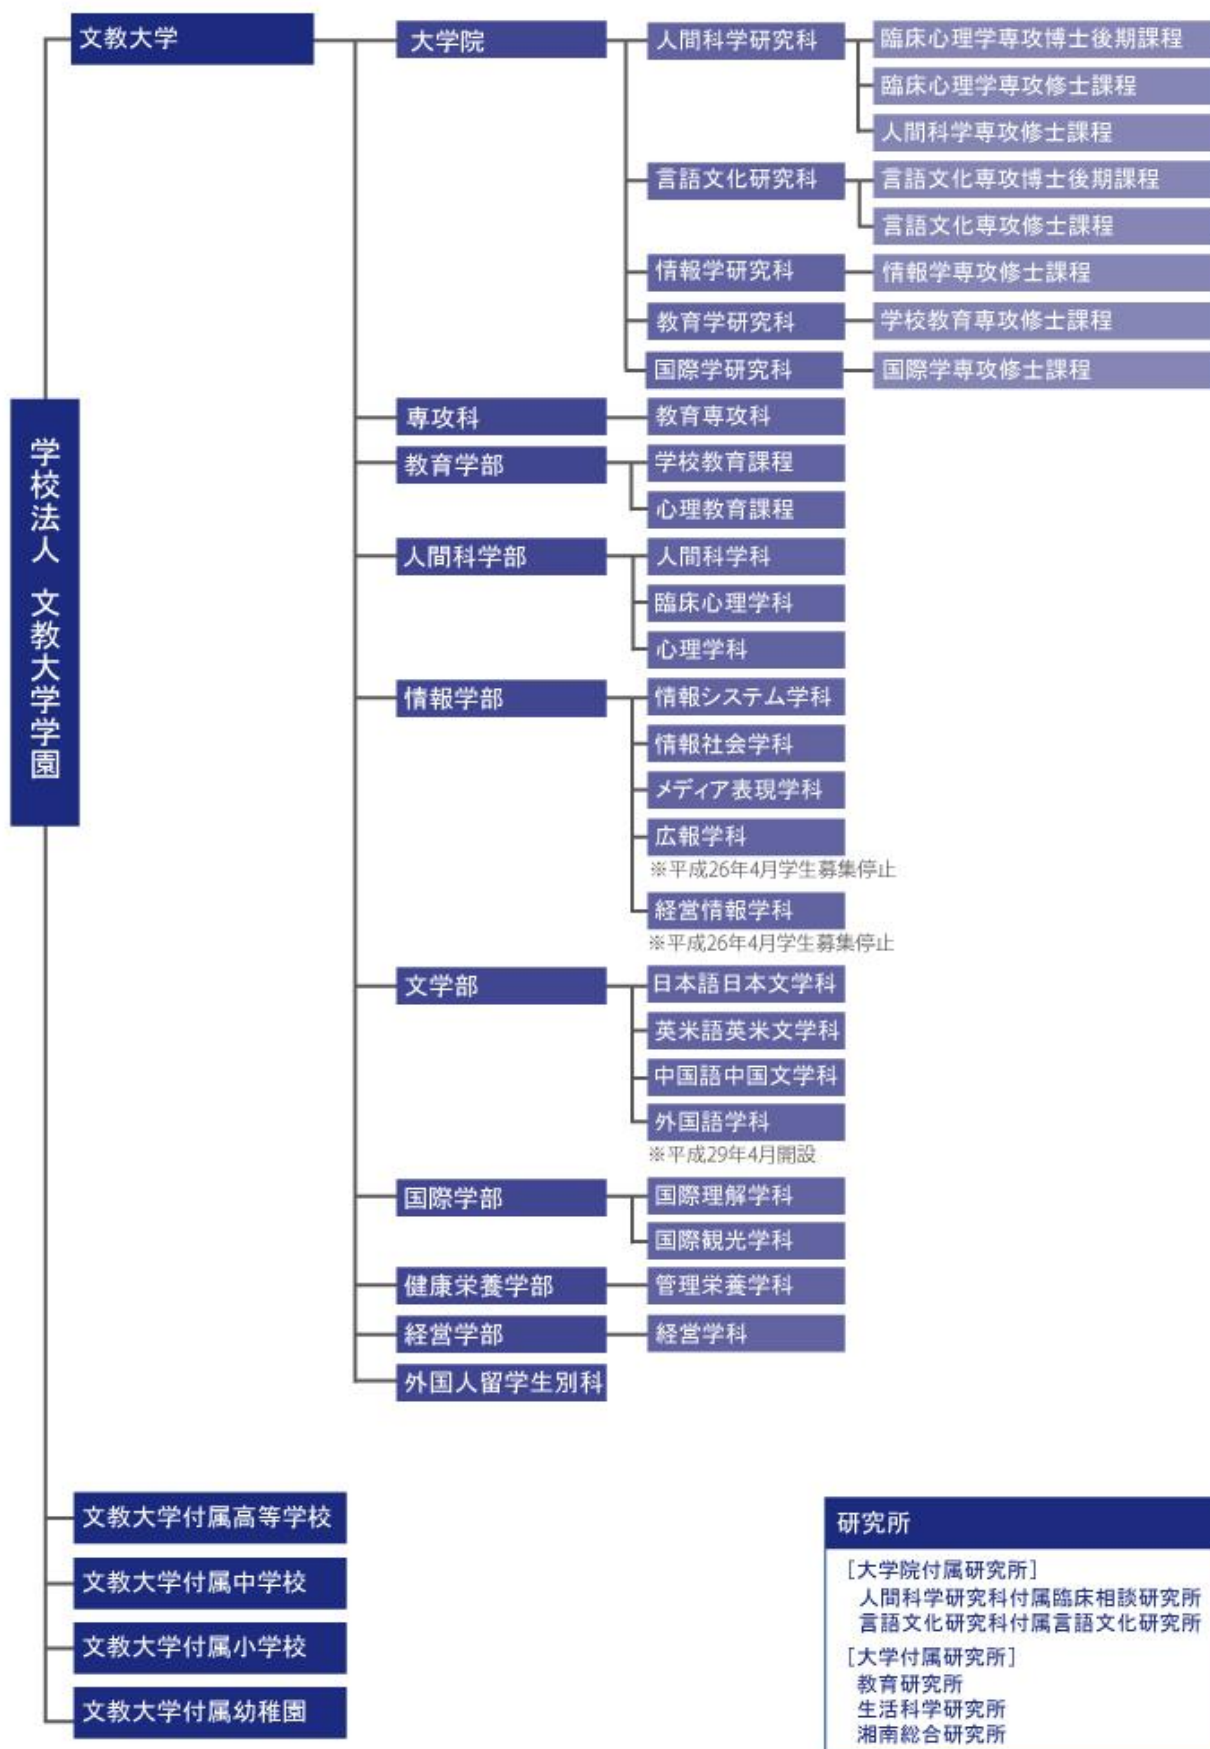 学校法人 文教大学学園
文教大学
大学院
人間科学研究科
臨床心理学専攻博士後期課程
臨床心理学専攻修士課程
人間科学専攻修士課程
言語文化研究科
言語文化専攻博士後期課程
言語文化専攻修士課程
情報学研究科
情報学専攻修士課程
教育学研究科
学校教育専攻修士課程
国際学研究科
国際学専攻修士課程
専攻科
教育専攻科
教育学部
学校教育課程
心理教育課程
人間科学部
人間科学科
臨床心理学科
心理学科
情報学部
情報システム学科
情報社会学科
メディア表現学科
広報学科
※平成26年4月学生募集停止
経営情報学科
※平成26年4月学生募集停止
文学部
日本語日本文学科
英米語英米文学科
中国語中国文学科
外国語学科
※平成29年4月開設
国際学部
国際理解学科
国際観光学科
健康栄養学部
管理栄養学科
経営学部
経営学科
外国人留学生別科
文教大学付属高等学校
文教大学付属中学校
文教大学付属小学校
文教大学付属幼稚園
研究所
[大学院付属研究所]
人間科学研究科付属臨床相談研究所
言語文化研究科付属言語文化研究所
[大学付属研究所]
教育研究所
生活科学研究所
湘南総合研究所